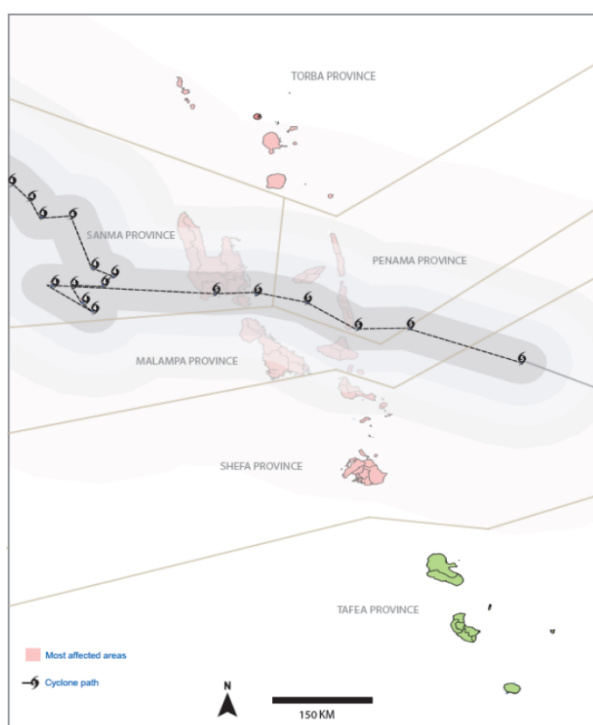 TORBA PROVINCE
SANMA PROVINCE
PENAMA PROVINCE
MALAMPA PROVINCE
SHEFA PROVINCE
TAFEA PROVINCE
Most affected areas
Cyclone path
N
150 KM